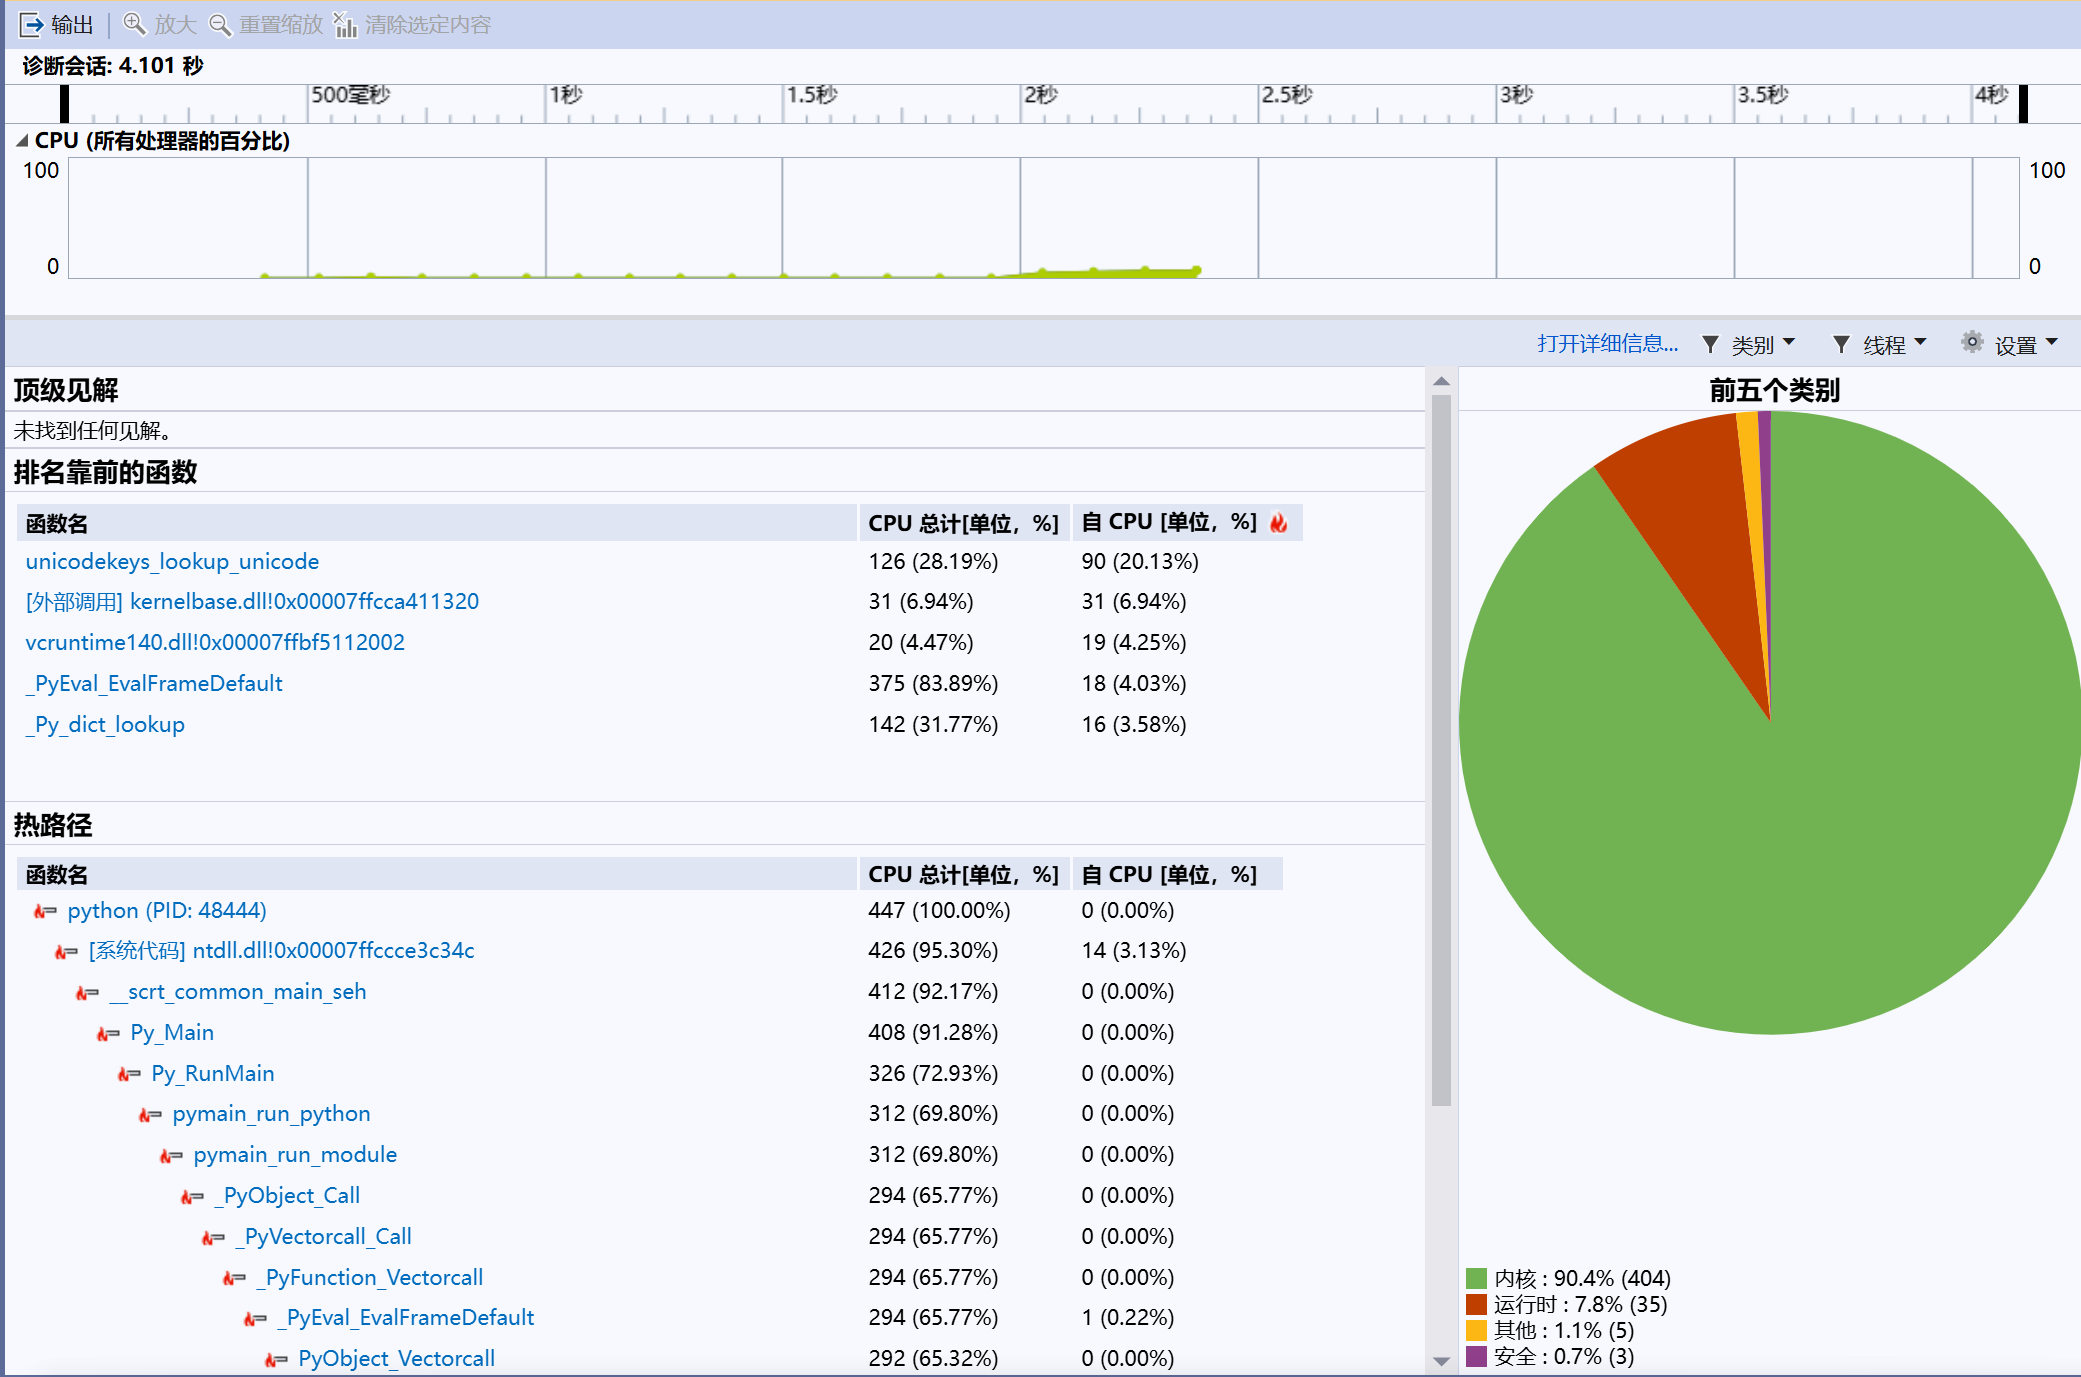 输出 放大 重置缩放 清除选定内容
诊断会话: 4.101 秒
500毫秒 1秒 1.5秒 2秒 2.5秒 3秒 3.5秒 4秒
CPU (所有处理器的百分比)
100 100
0 0
打开详细信息... 类别 线程 设置
顶级见解
未找到任何见解。
排名靠前的函数
函数名 CPU 总计[单位，%] 自 CPU [单位，%]
unicodekeys_lookup_unicode 126 (28.19%) 90 (20.13%)
[外部调用] kernelbase.dll!0x00007ffcca411320 31 (6.94%) 31 (6.94%)
vcruntime140.dll!0x00007ffbf5112002 20 (4.47%) 19 (4.25%)
_PyEval_EvalFrameDefault 375 (83.89%) 18 (4.03%)
_Py_dict_lookup 142 (31.77%) 16 (3.58%)
热路径
函数名 CPU 总计[单位，%] 自 CPU [单位，%]
python (PID: 48444) 447 (100.00%) 0 (0.00%)
[系统代码] ntdll.dll!0x00007ffccce3c34c 426 (95.30%) 14 (3.13%)
__scrt_common_main_seh 412 (92.17%) 0 (0.00%)
Py_Main 408 (91.28%) 0 (0.00%)
Py_RunMain 326 (72.93%) 0 (0.00%)
pymain_run_python 312 (69.80%) 0 (0.00%)
pymain_run_module 312 (69.80%) 0 (0.00%)
_PyObject_Call 294 (65.77%) 0 (0.00%)
_PyVectorcall_Call 294 (65.77%) 0 (0.00%)
_PyFunction_Vectorcall 294 (65.77%) 0 (0.00%)
_PyEval_EvalFrameDefault 294 (65.77%) 1 (0.22%)
PyObject_Vectorcall 292 (65.32%) 0 (0.00%)
前五个类别
内核 : 90.4% (404)
运行时 : 7.8% (35)
其他 : 1.1% (5)
安全 : 0.7% (3)